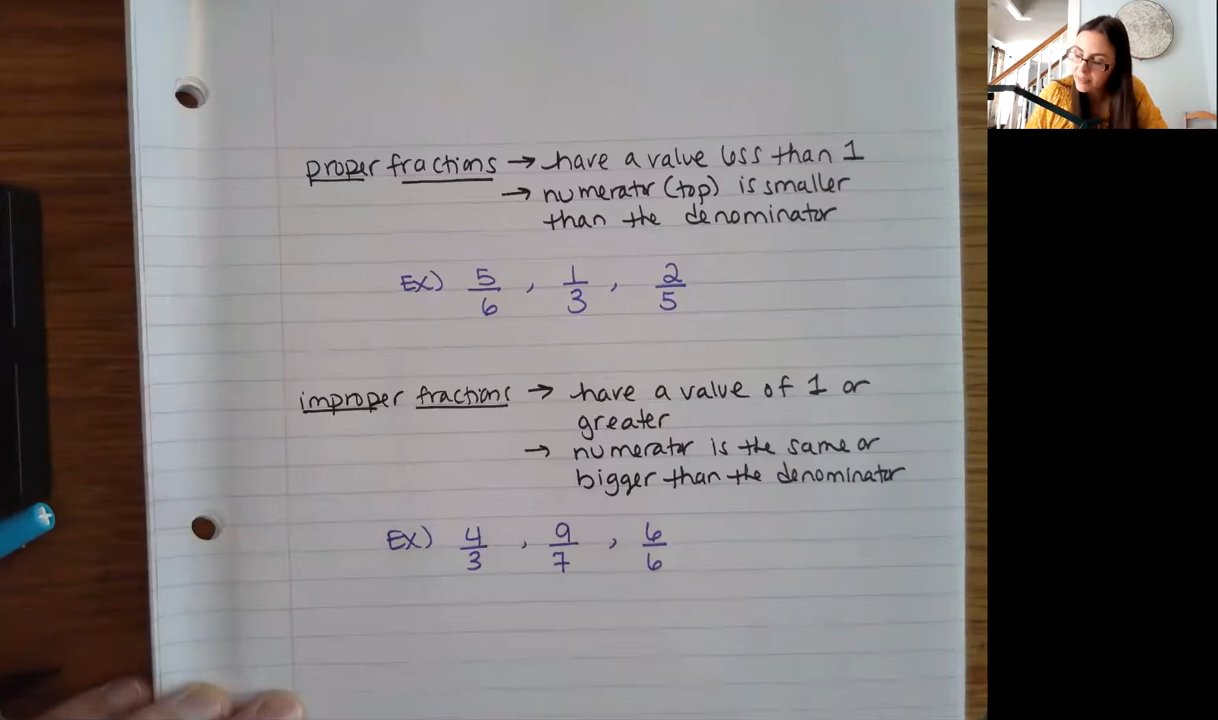 proper fractions → have a value less than 1
→ numerator (top) is smaller
than the denominator
Ex) 5/6 , 1/3 , 2/5
improper fractions → have a value of 1 or
greater
→ numerator is the same or
bigger than the denominator
Ex) 4/3 , 9/7 , 6/6